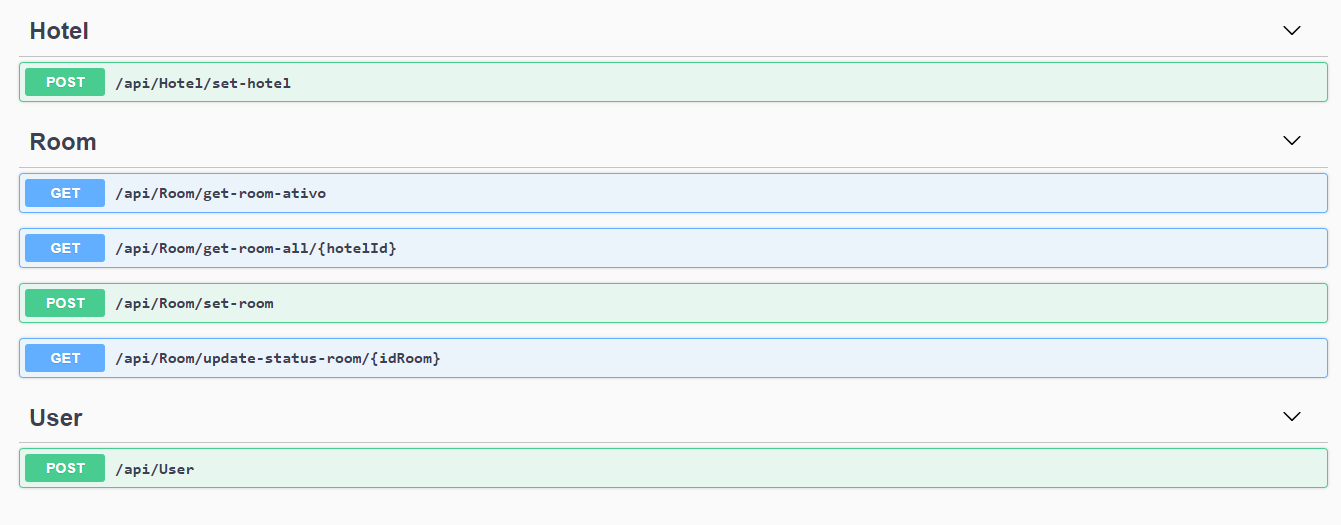 Hotel
POST /api/Hotel/set-hotel
Room
GET /api/Room/get-room-ativo
GET /api/Room/get-room-all/{hotelId}
POST /api/Room/set-room
GET /api/Room/update-status-room/{idRoom}
User
POST /api/User